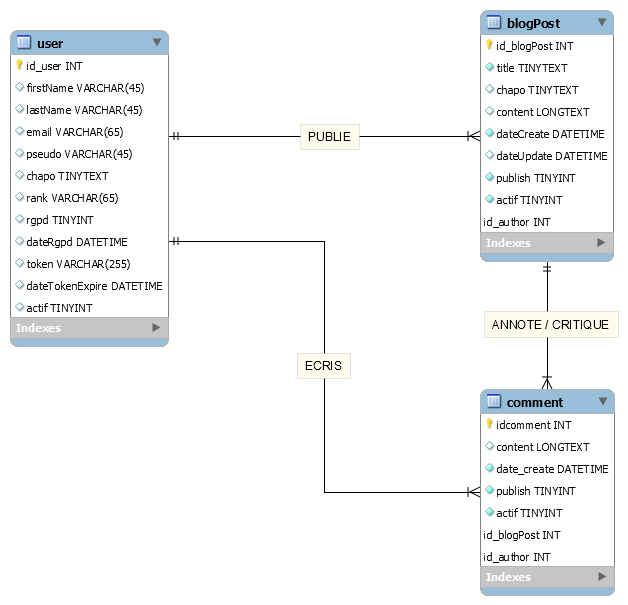 user
id_user INT
firstName VARCHAR(45)
lastName VARCHAR(45)
email VARCHAR(65)
pseudo VARCHAR(45)
chapo TINYTEXT
rank VARCHAR(65)
rgpd TINYINT
dateRgpd DATETIME
token VARCHAR(255)
dateTokenExpire DATETIME
actif TINYINT
Indexes
PUBLIE
blogPost
id_blogPost INT
title TINYTEXT
chapo TINYTEXT
content LONGTEXT
dateCreate DATETIME
dateUpdate DATETIME
publish TINYINT
actif TINYINT
id_author INT
Indexes
ANNOTE / CRITIQUE
ECRIS
comment
idcomment INT
content LONGTEXT
date_create DATETIME
publish TINYINT
actif TINYINT
id_blogPost INT
id_author INT
Indexes